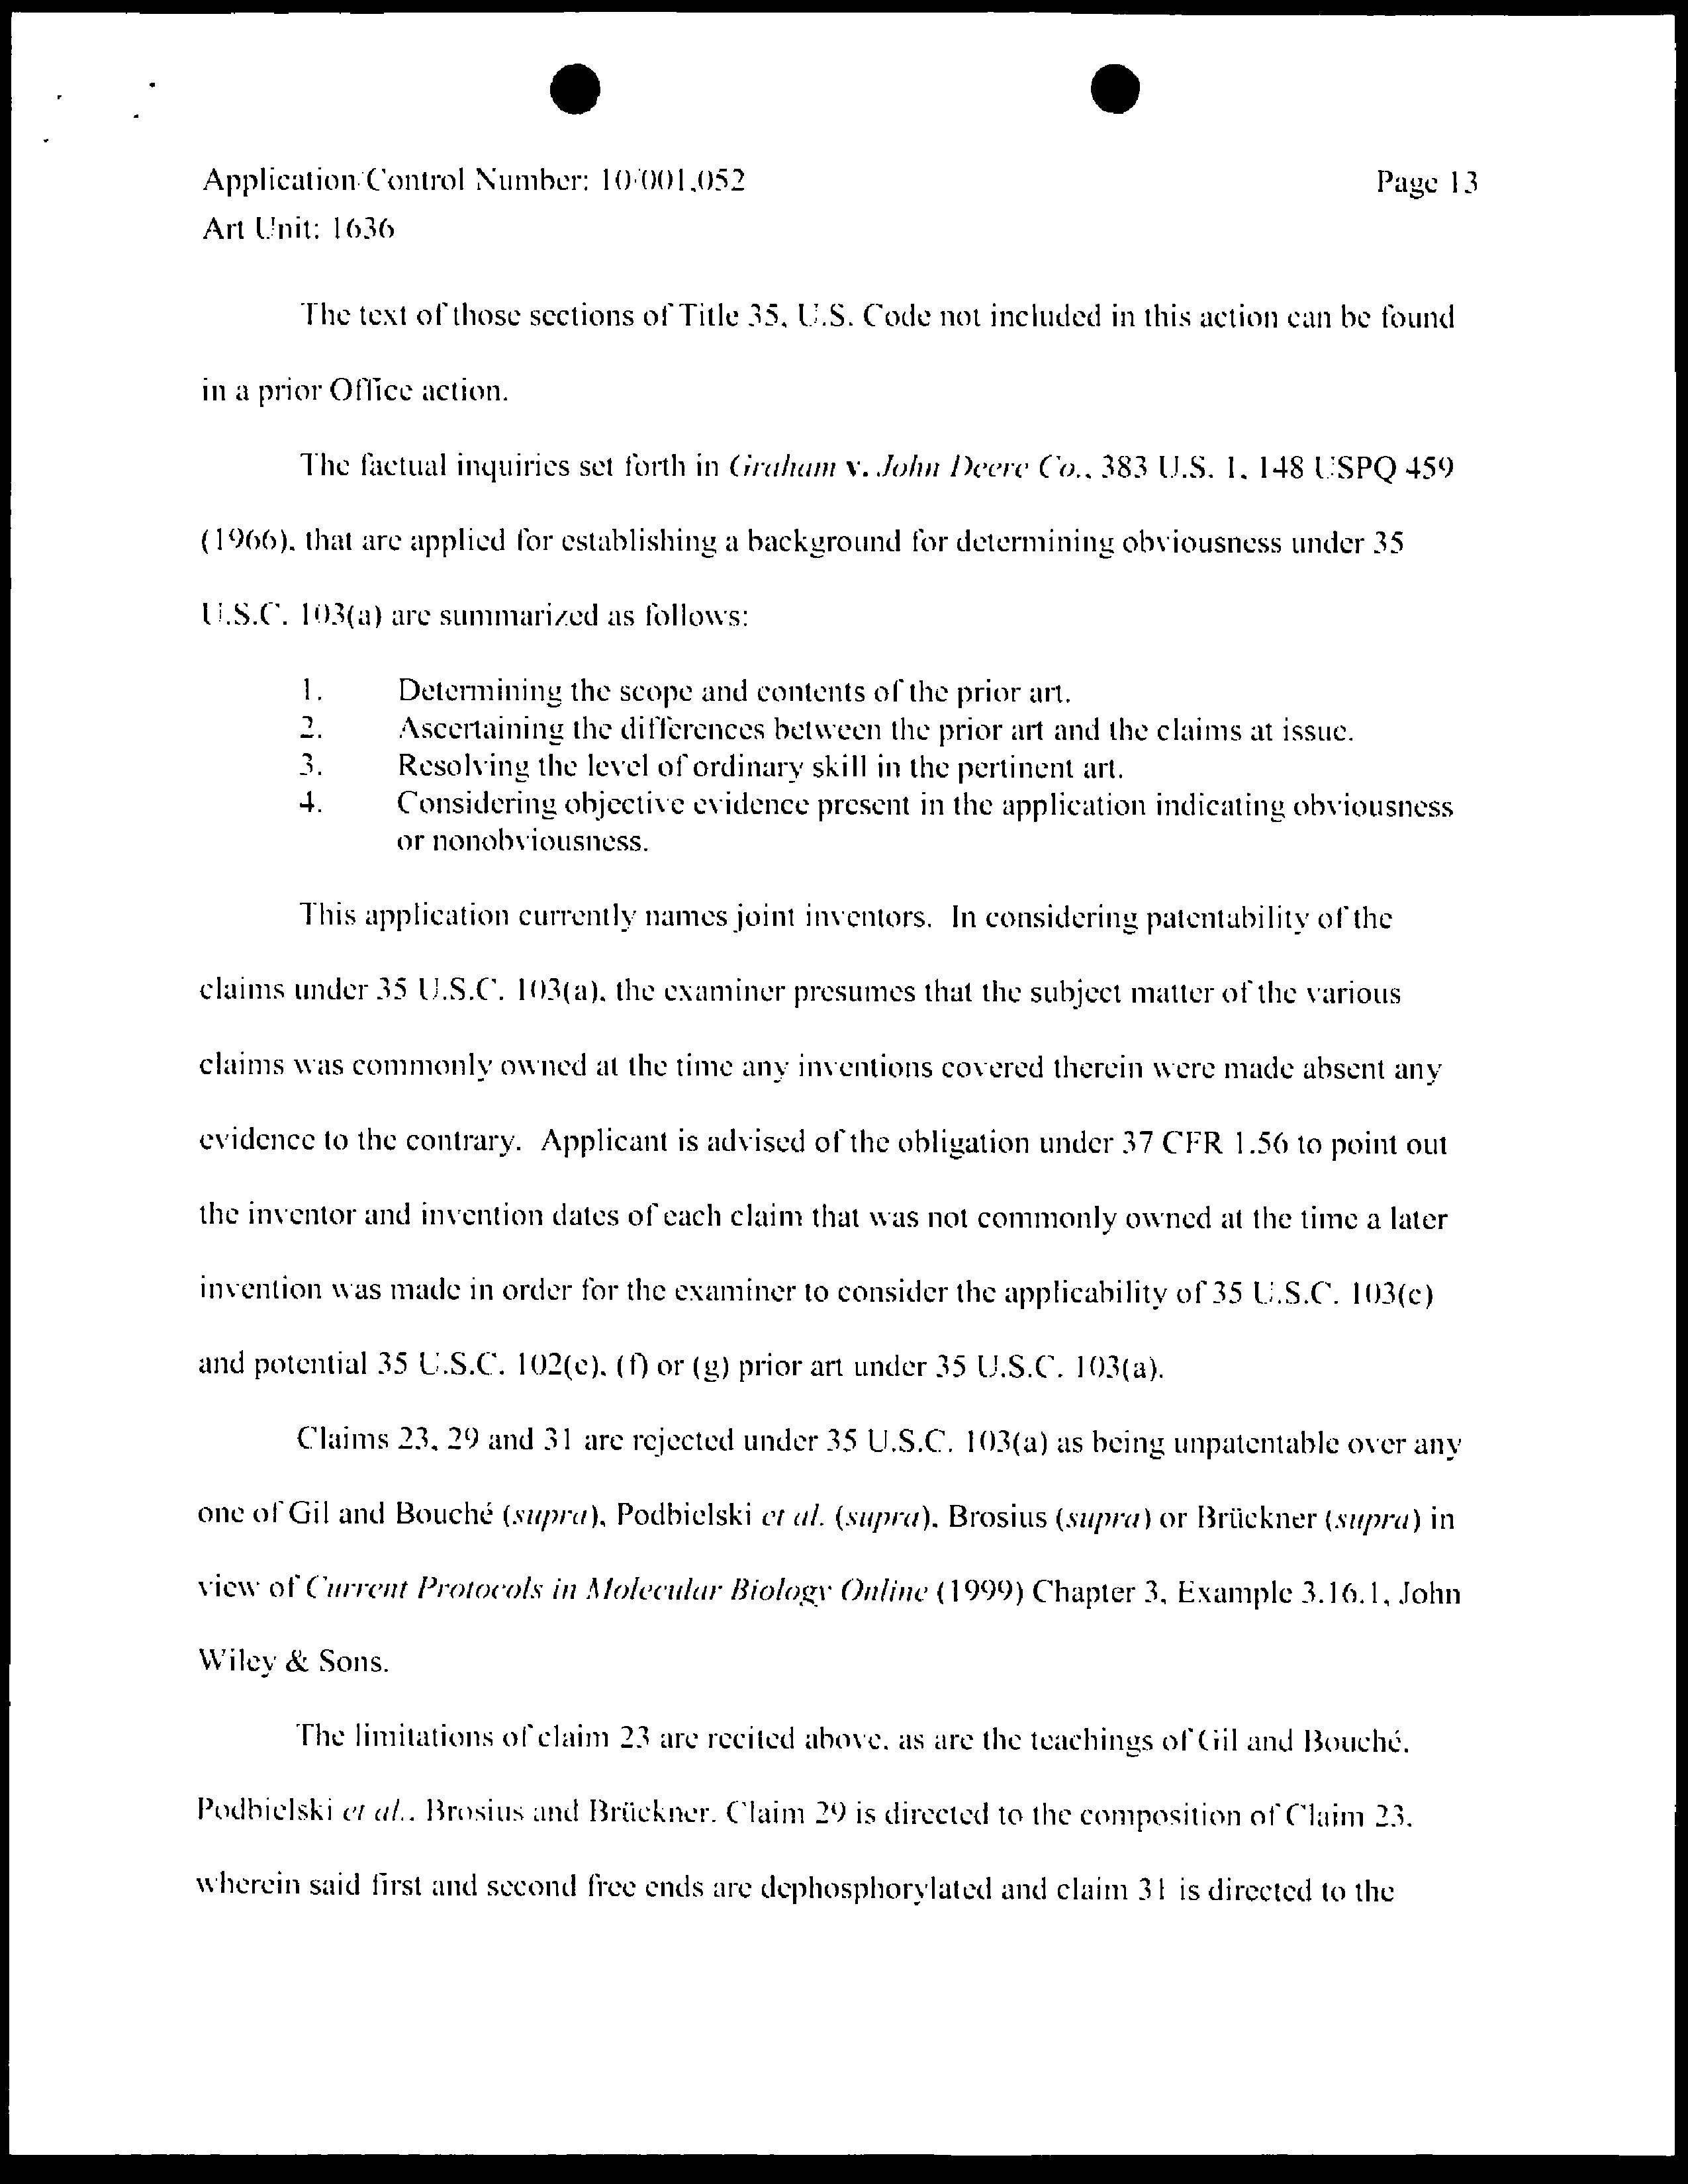 Application/Control Number: 10/001,052 Page 13
Art Unit: 1636
The text of those sections of Title 35, U.S. Code not included in this action can be found
in a prior Office action.
The factual inquiries set forth in Graham v. John Deere Co., 383 U.S. 1, 148 USPQ 459
(1966), that are applied for establishing a background for determining obviousness under 35
U.S.C. 103(a) are summarized as follows:
1. Determining the scope and contents of the prior art.
2. Ascertaining the differences between the prior art and the claims at issue.
3. Resolving the level of ordinary skill in the pertinent art.
4. Considering objective evidence present in the application indicating obviousness
or nonobviousness.
This application currently names joint inventors. In considering patentability of the
claims under 35 U.S.C. 103(a), the examiner presumes that the subject matter of the various
claims was commonly owned at the time any inventions covered therein were made absent any
evidence to the contrary. Applicant is advised of the obligation under 37 CFR 1.56 to point out
the inventor and invention dates of each claim that was not commonly owned at the time a later
invention was made in order for the examiner to consider the applicability of 35 U.S.C. 103(c)
and potential 35 U.S.C. 102(e), (f) or (g) prior art under 35 U.S.C. 103(a).
Claims 23, 29 and 31 are rejected under 35 U.S.C. 103(a) as being unpatentable over any
one of Gil and Bouché (supra), Podbielski et al. (supra), Brosius (supra) or Brückner (supra) in
view of Current Protocols in Molecular Biology Online (1999) Chapter 3, Example 3.16.1, John
Wiley & Sons.
The limitations of claim 23 are recited above, as are the teachings of Gil and Bouché,
Podbielski et al., Brosius and Brückner. Claim 29 is directed to the composition of Claim 23,
wherein said first and second free ends are dephosphorylated and claim 31 is directed to the